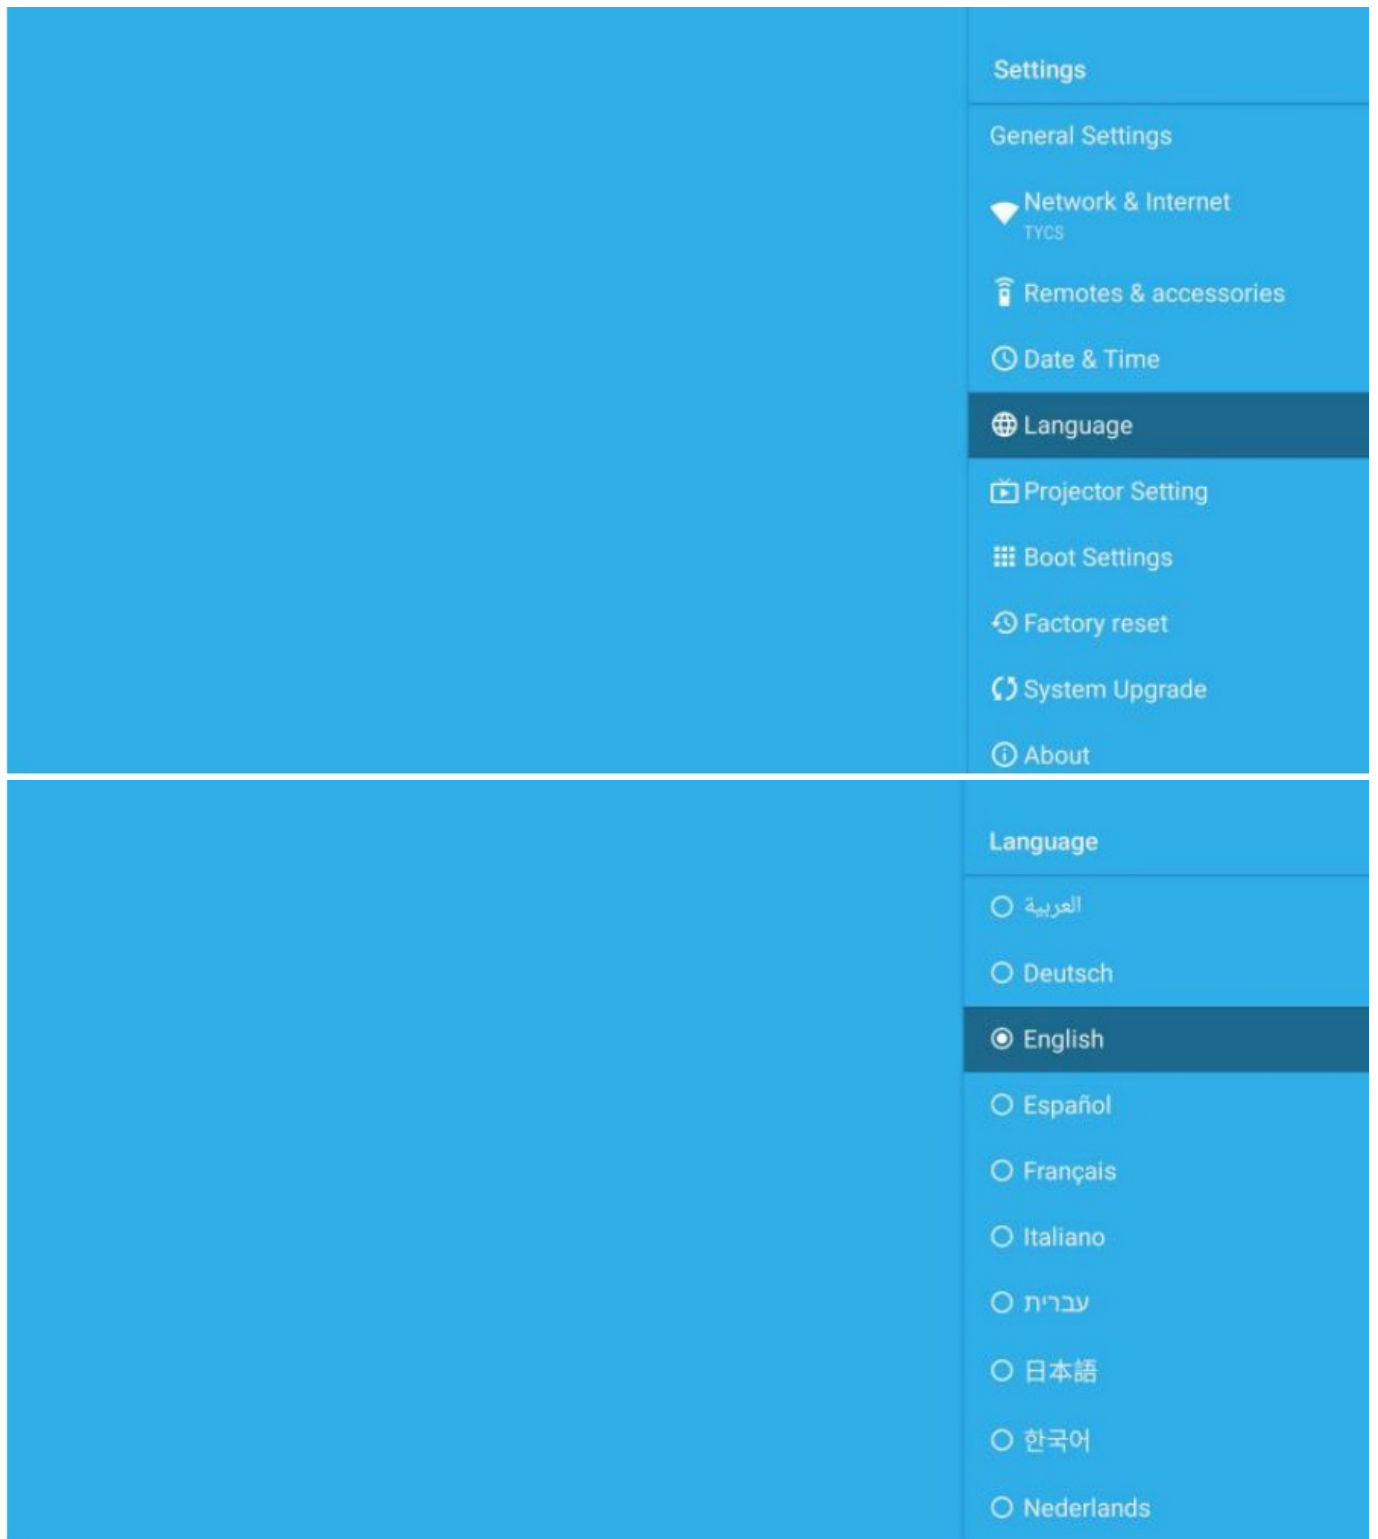 Settings
General Settings
Network & Internet
TYCS
Remotes & accessories
Date & Time
Language
Projector Setting
Boot Settings
Factory reset
System Upgrade
About
Language
العربية
Deutsch
English
Español
Français
Italiano
עברית
日本語
한국어
Nederlands